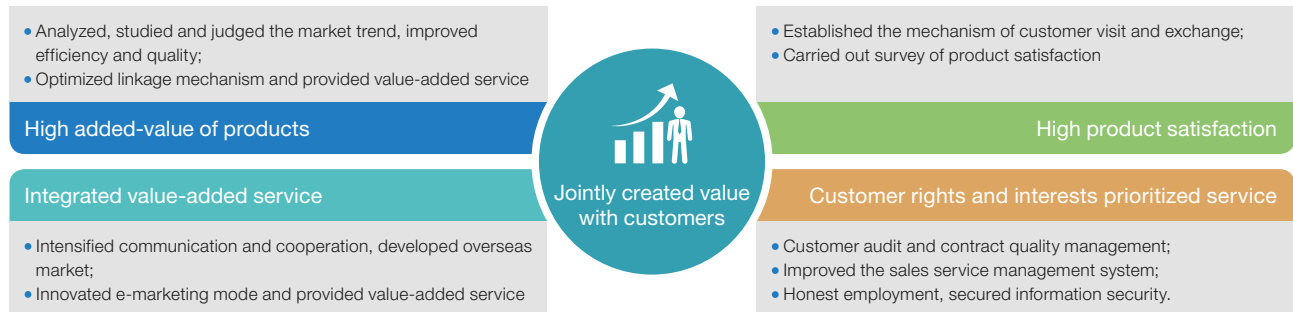 • Analyzed, studied and judged the market trend, improved
efficiency and quality;
• Optimized linkage mechanism and provided value-added service
High added-value of products
• Established the mechanism of customer visit and exchange;
• Carried out survey of product satisfaction
High product satisfaction
Jointly created value
with customers
Integrated value-added service
• Intensified communication and cooperation, developed overseas
market;
• Innovated e-marketing mode and provided value-added service
Customer rights and interests prioritized service
• Customer audit and contract quality management;
• Improved the sales service management system;
• Honest employment, secured information security.